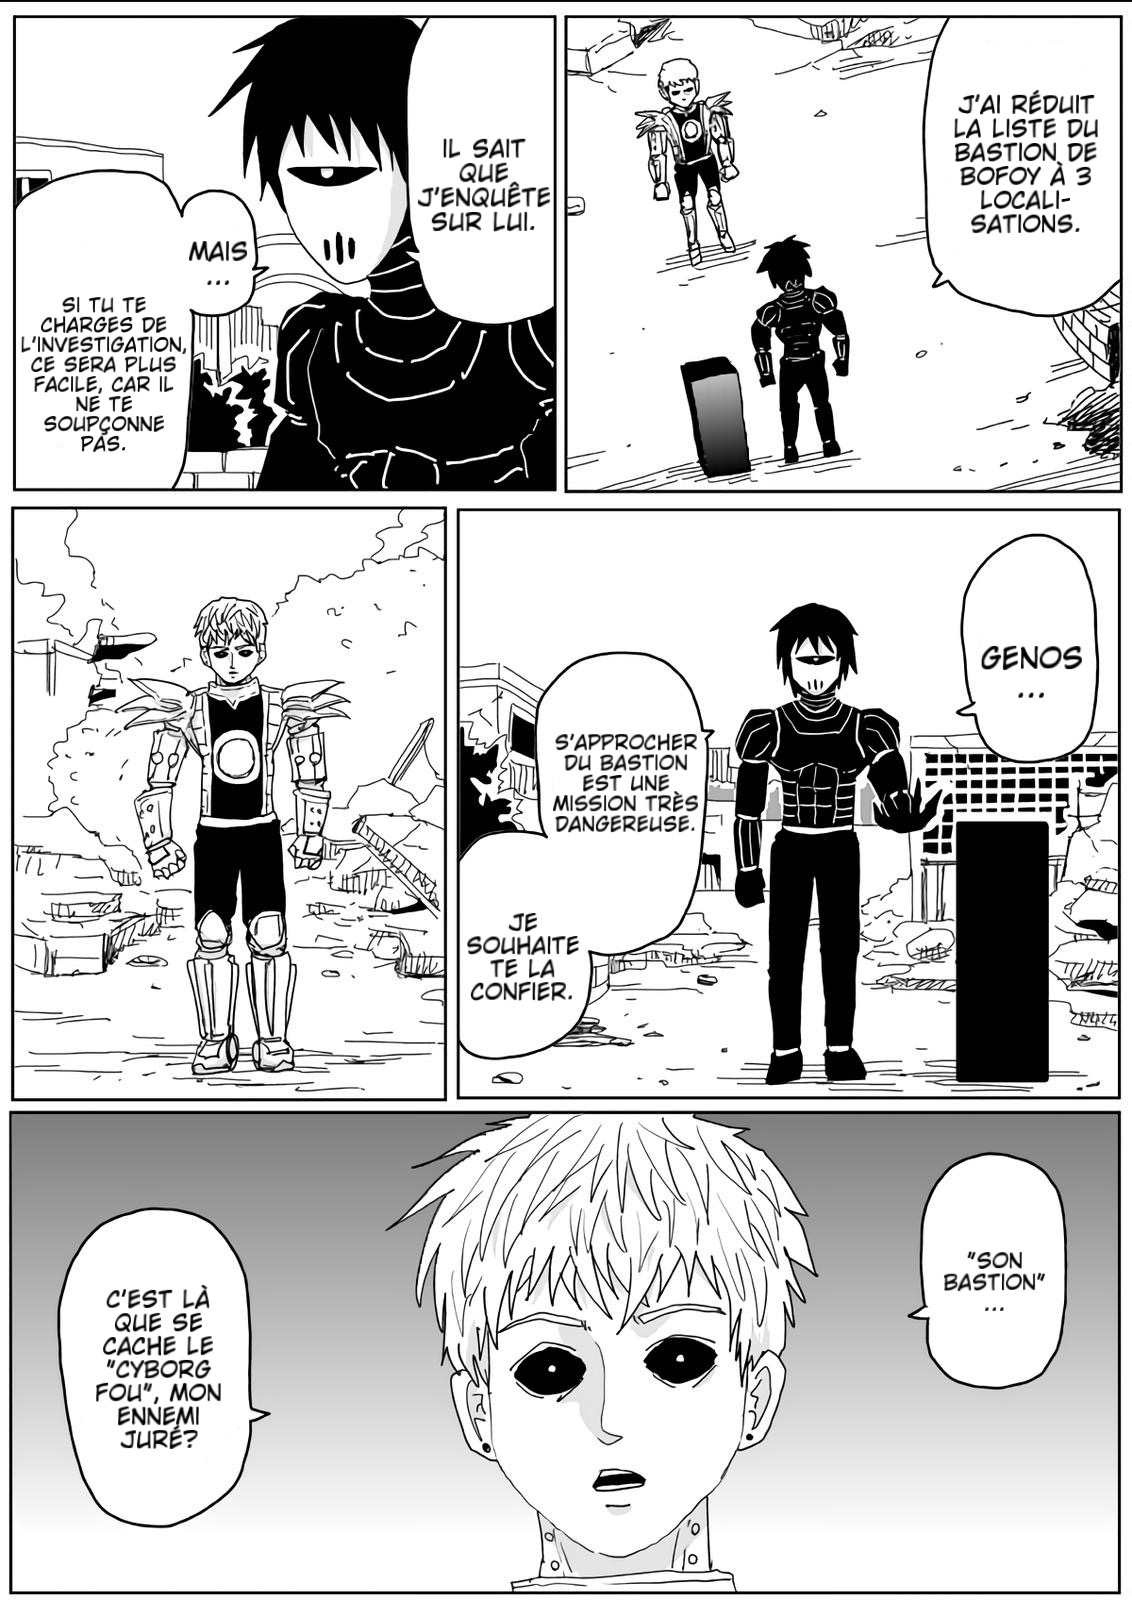 J'AI RÉDUIT
LA LISTE DU
BASTION DE
BOFOY À 3
LOCALI-
SATIONS.
IL SAIT
QUE
J'ENQUÊTE
SUR LUI.
MAIS
...
SI TU TE
CHARGES DE
L'INVESTIGATION,
CE SERA PLUS
FACILE, CAR IL
NE TE
SOUPÇONNE
PAS.
GENOS
...
S'APPROCHER
DU BASTION
EST UNE
MISSION TRÈS
DANGEREUSE.
JE
SOUHAITE
TE LA
CONFIER.
"SON
BASTION"
...
C'EST LÀ
QUE SE
CACHE LE
"CYBORG
FOU", MON
ENNEMI
JURÉ?